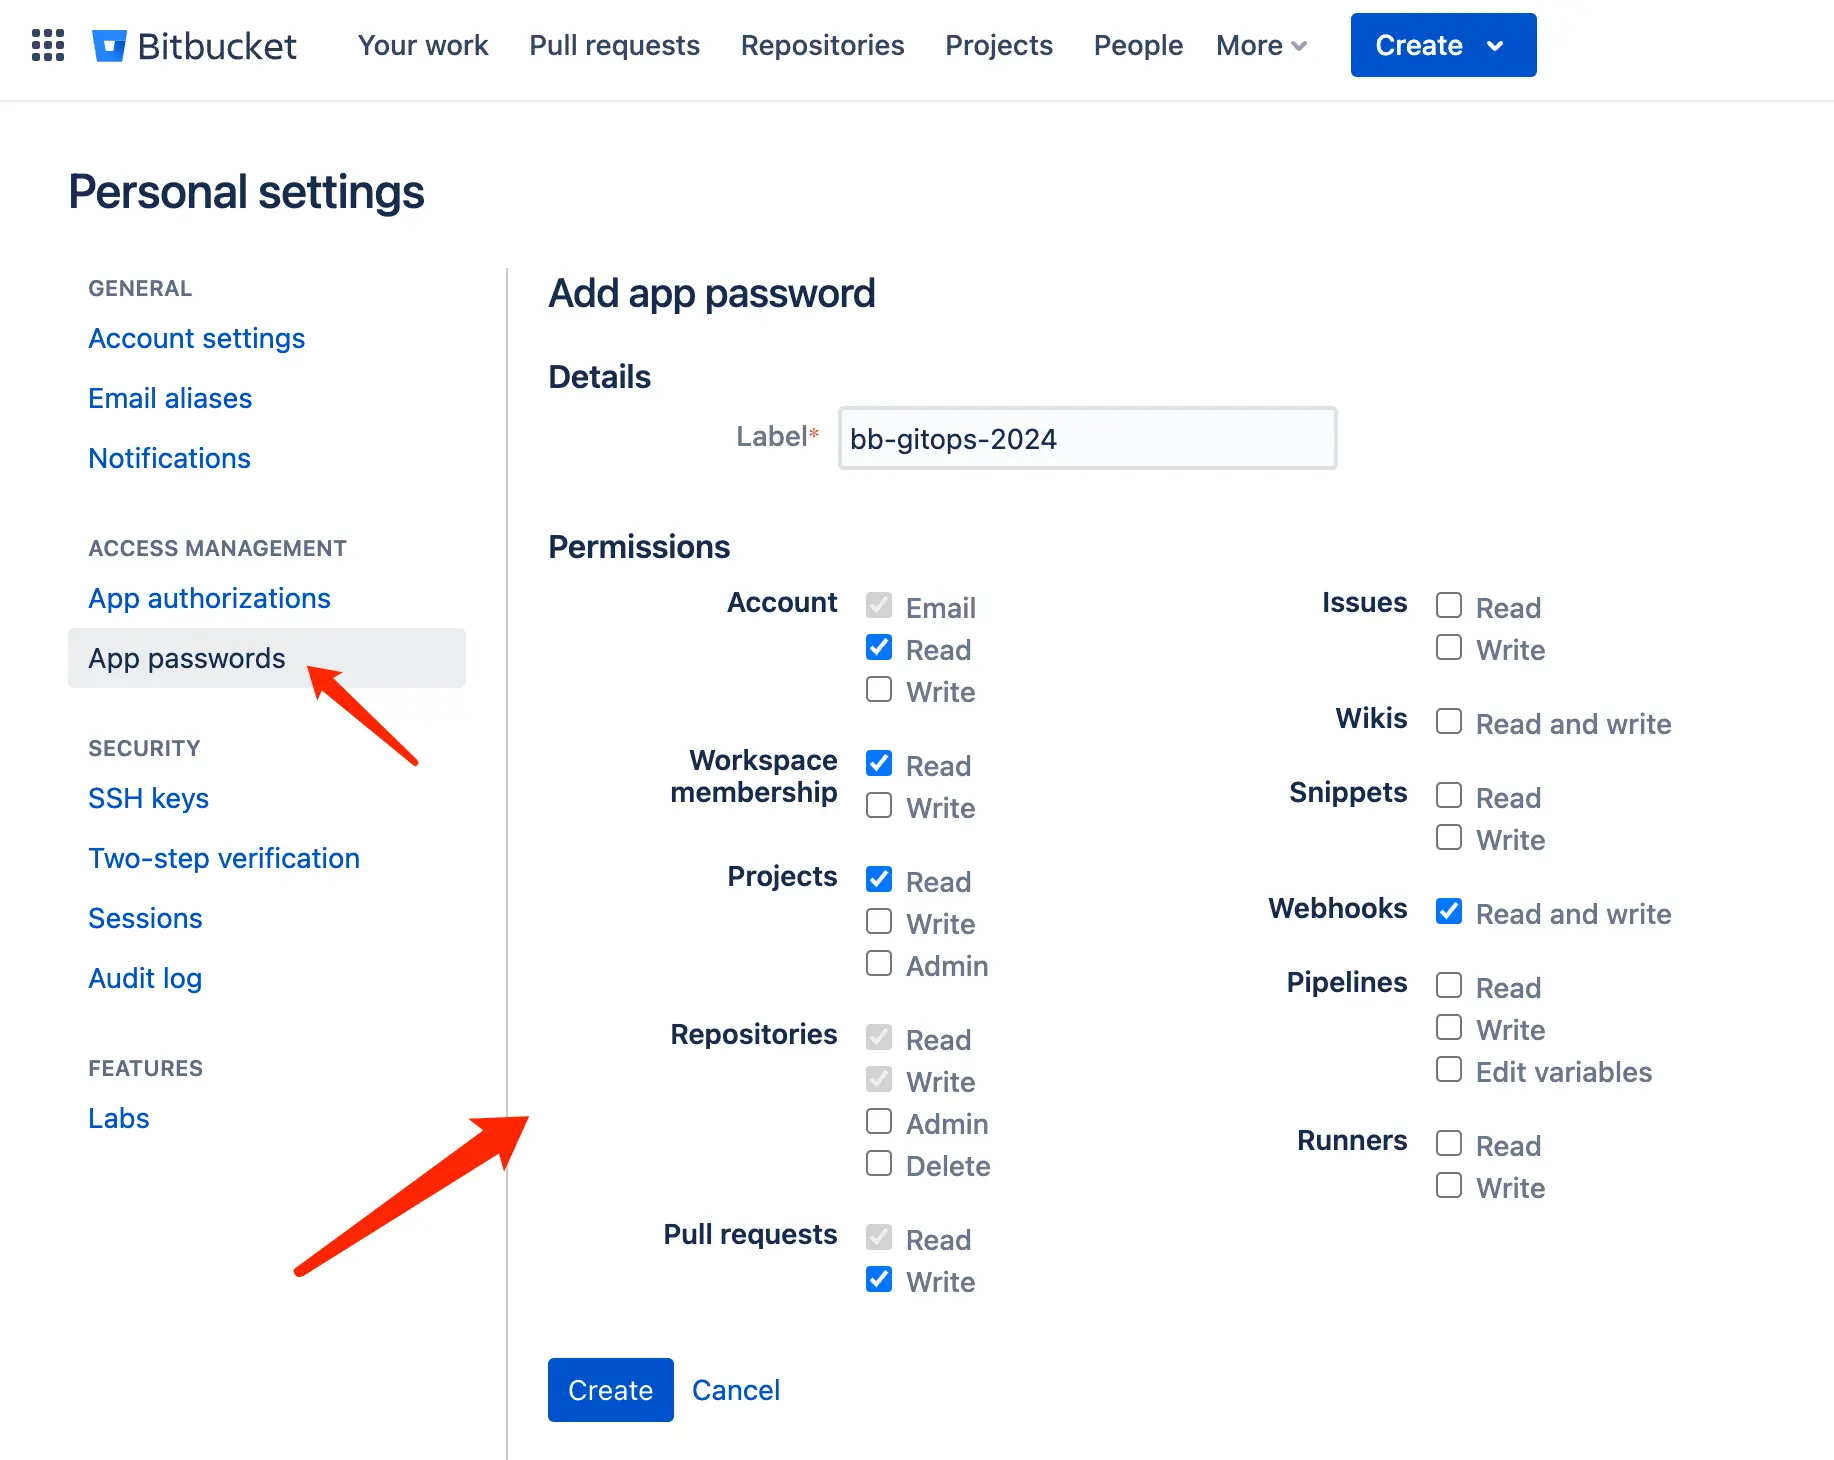 Bitbucket Your work Pull requests Repositories Projects People More Create
Personal settings
GENERAL
Account settings
Email aliases
Notifications
ACCESS MANAGEMENT
App authorizations
App passwords
SECURITY
SSH keys
Two-step verification
Sessions
Audit log
FEATURES
Labs
Add app password
Details
Label* bb-gitops-2024
Permissions
Account Email
Read
Write
Workspace membership Read
Write
Projects Read
Write
Admin
Repositories Read
Write
Admin
Delete
Pull requests Read
Write
Issues Read
Write
Wikis Read and write
Snippets Read
Write
Webhooks Read and write
Pipelines Read
Write
Edit variables
Runners Read
Write
Create Cancel